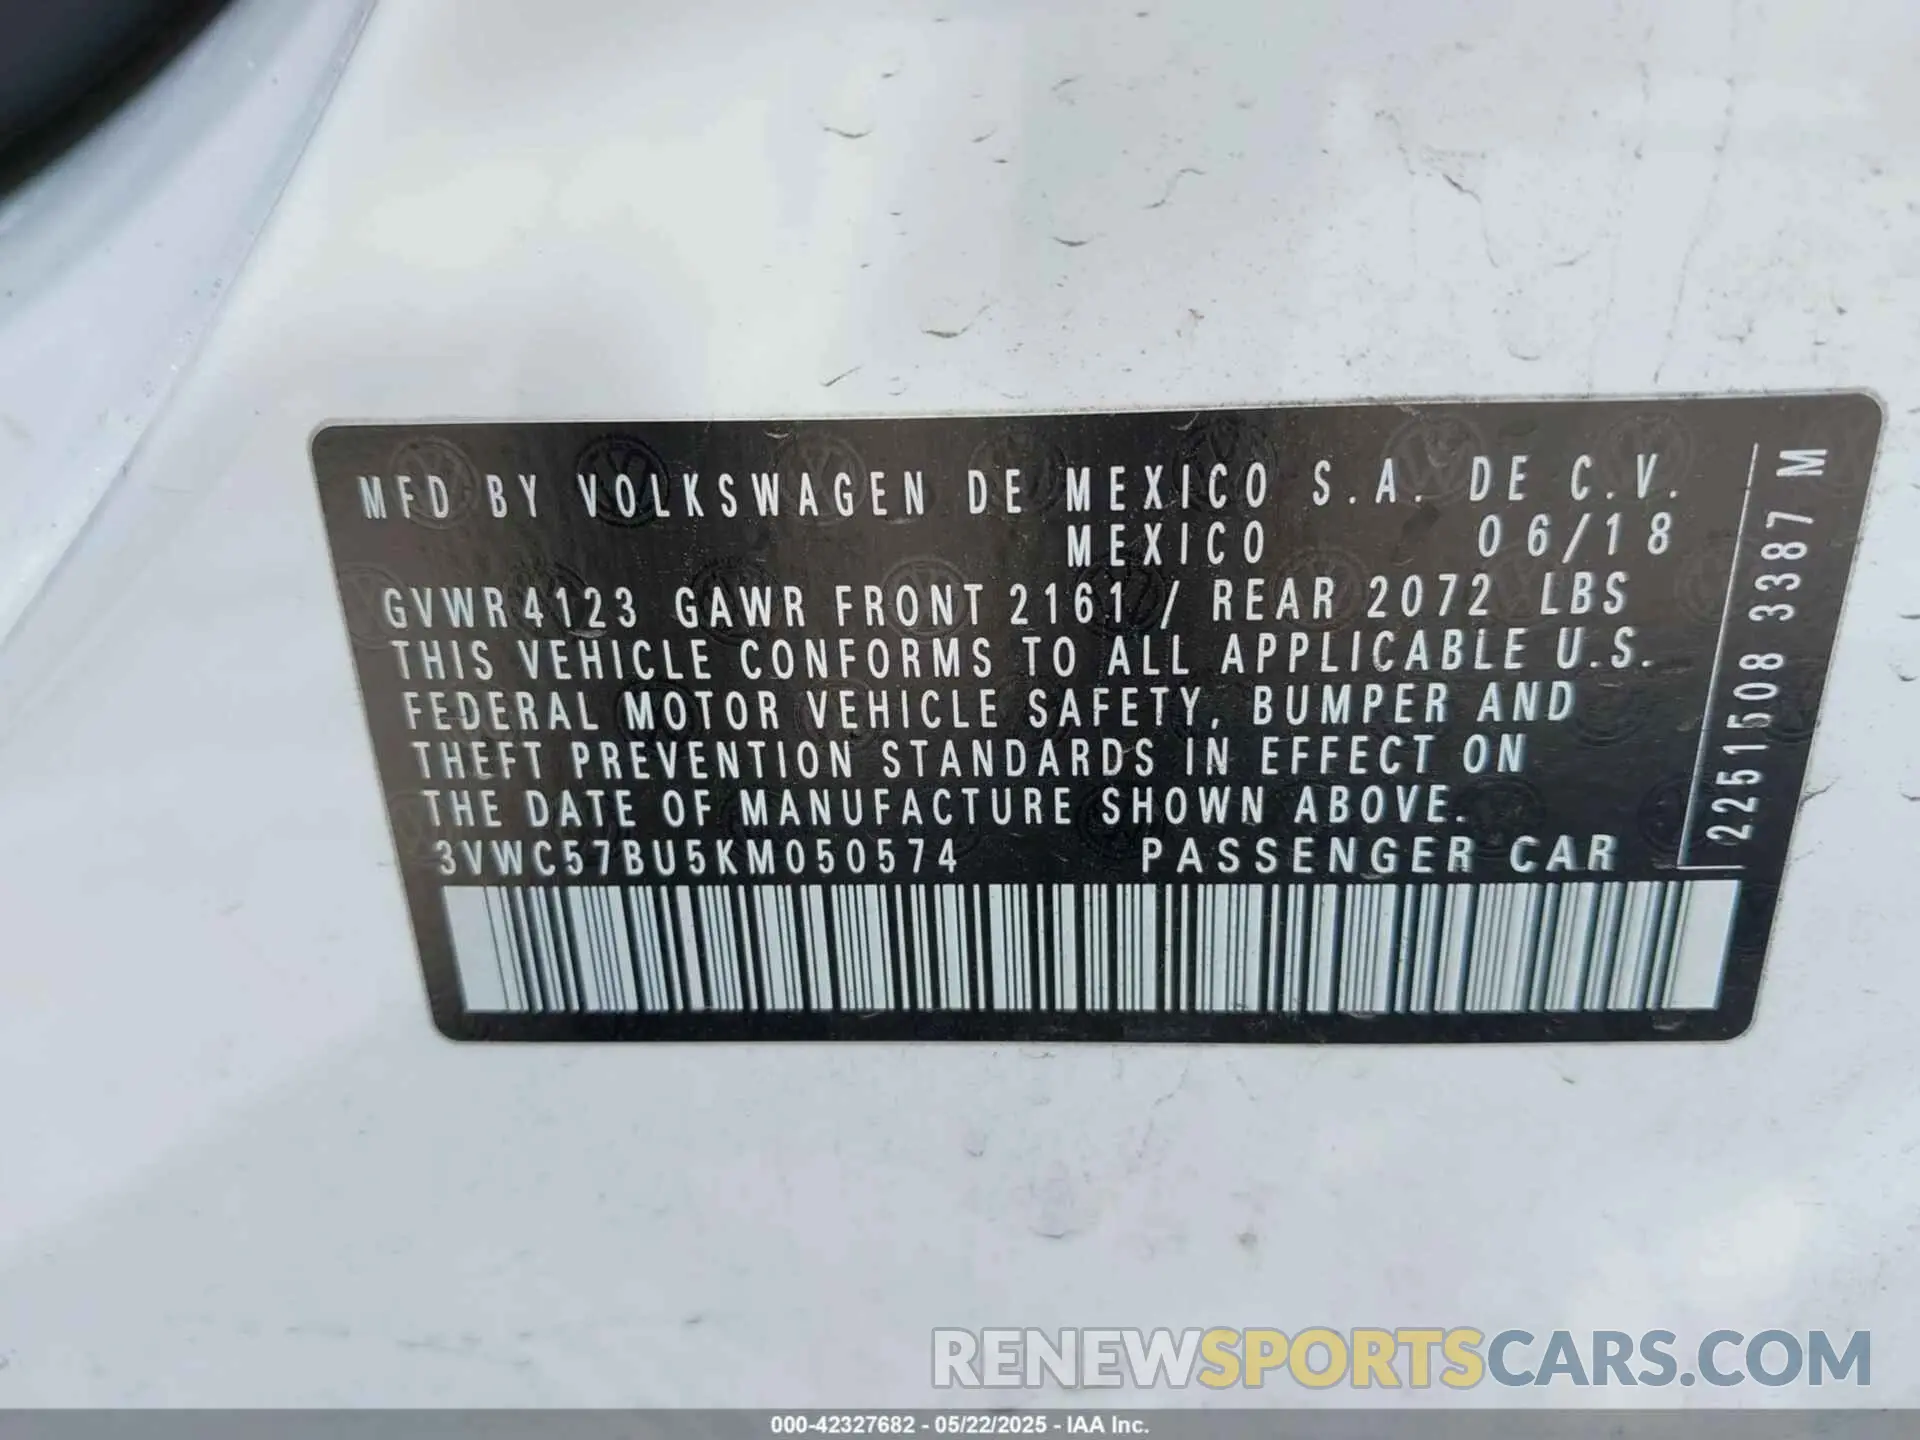 MFD BY VOLKSWAGEN DE MEXICO S.A. DE C.V.
MEXICO 06/18
GVWR 4123 GAWR FRONT 2161 / REAR 2072 LBS
THIS VEHICLE CONFORMS TO ALL APPLICABLE U.S.
FEDERAL MOTOR VEHICLE SAFETY, BUMPER AND
THEFT PREVENTION STANDARDS IN EFFECT ON
THE DATE OF MANUFACTURE SHOWN ABOVE.
3VWC57BU5KM050574 PASSENGER CAR
2251508 3387 M
RENEWSPORTSCARS.COM
000-42327682 - 05/22/2025 - IAA Inc.